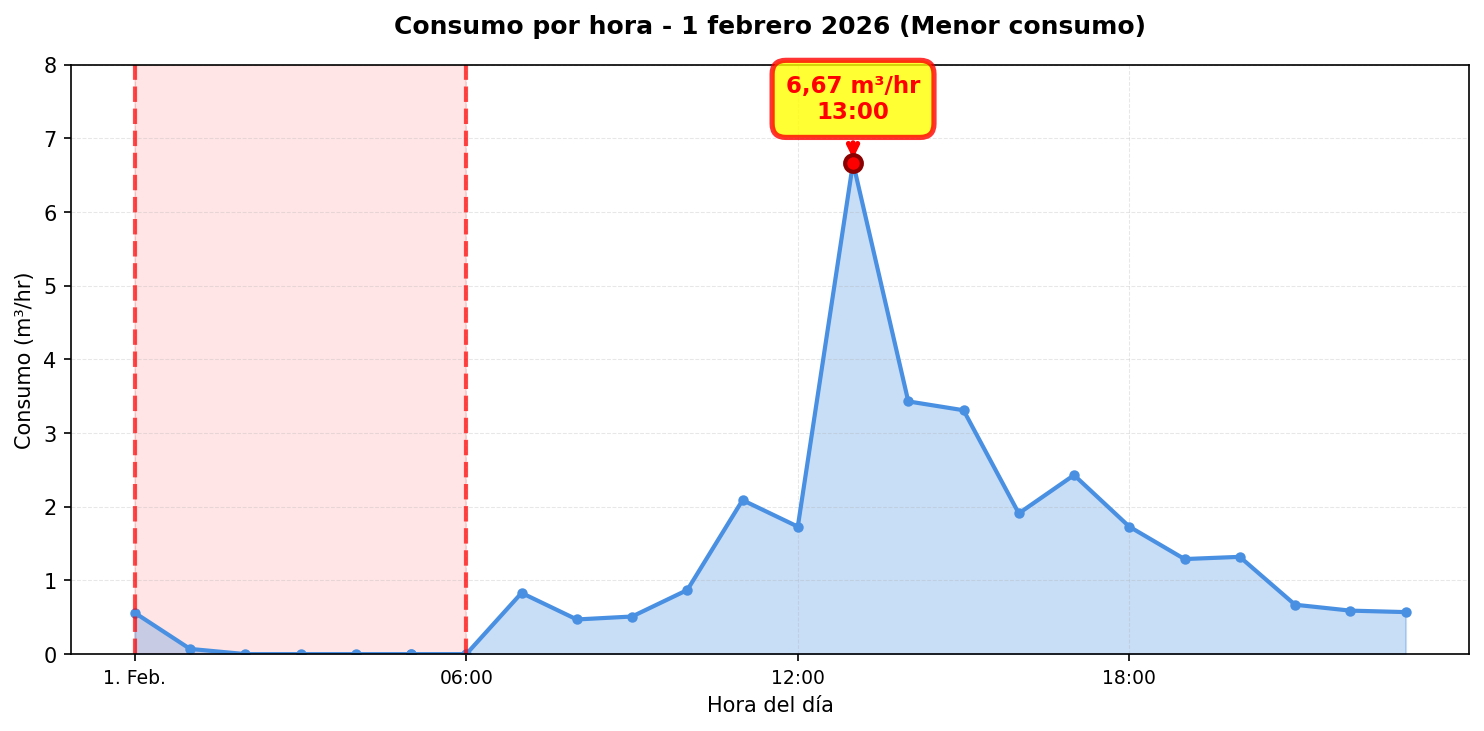 Consumo por hora - 1 febrero 2026 (Menor consumo)
6,67 m³/hr
13:00
Consumo (m³/hr)
8
7
6
5
4
3
2
1
0
1. Feb.
06:00
12:00
18:00
Hora del día